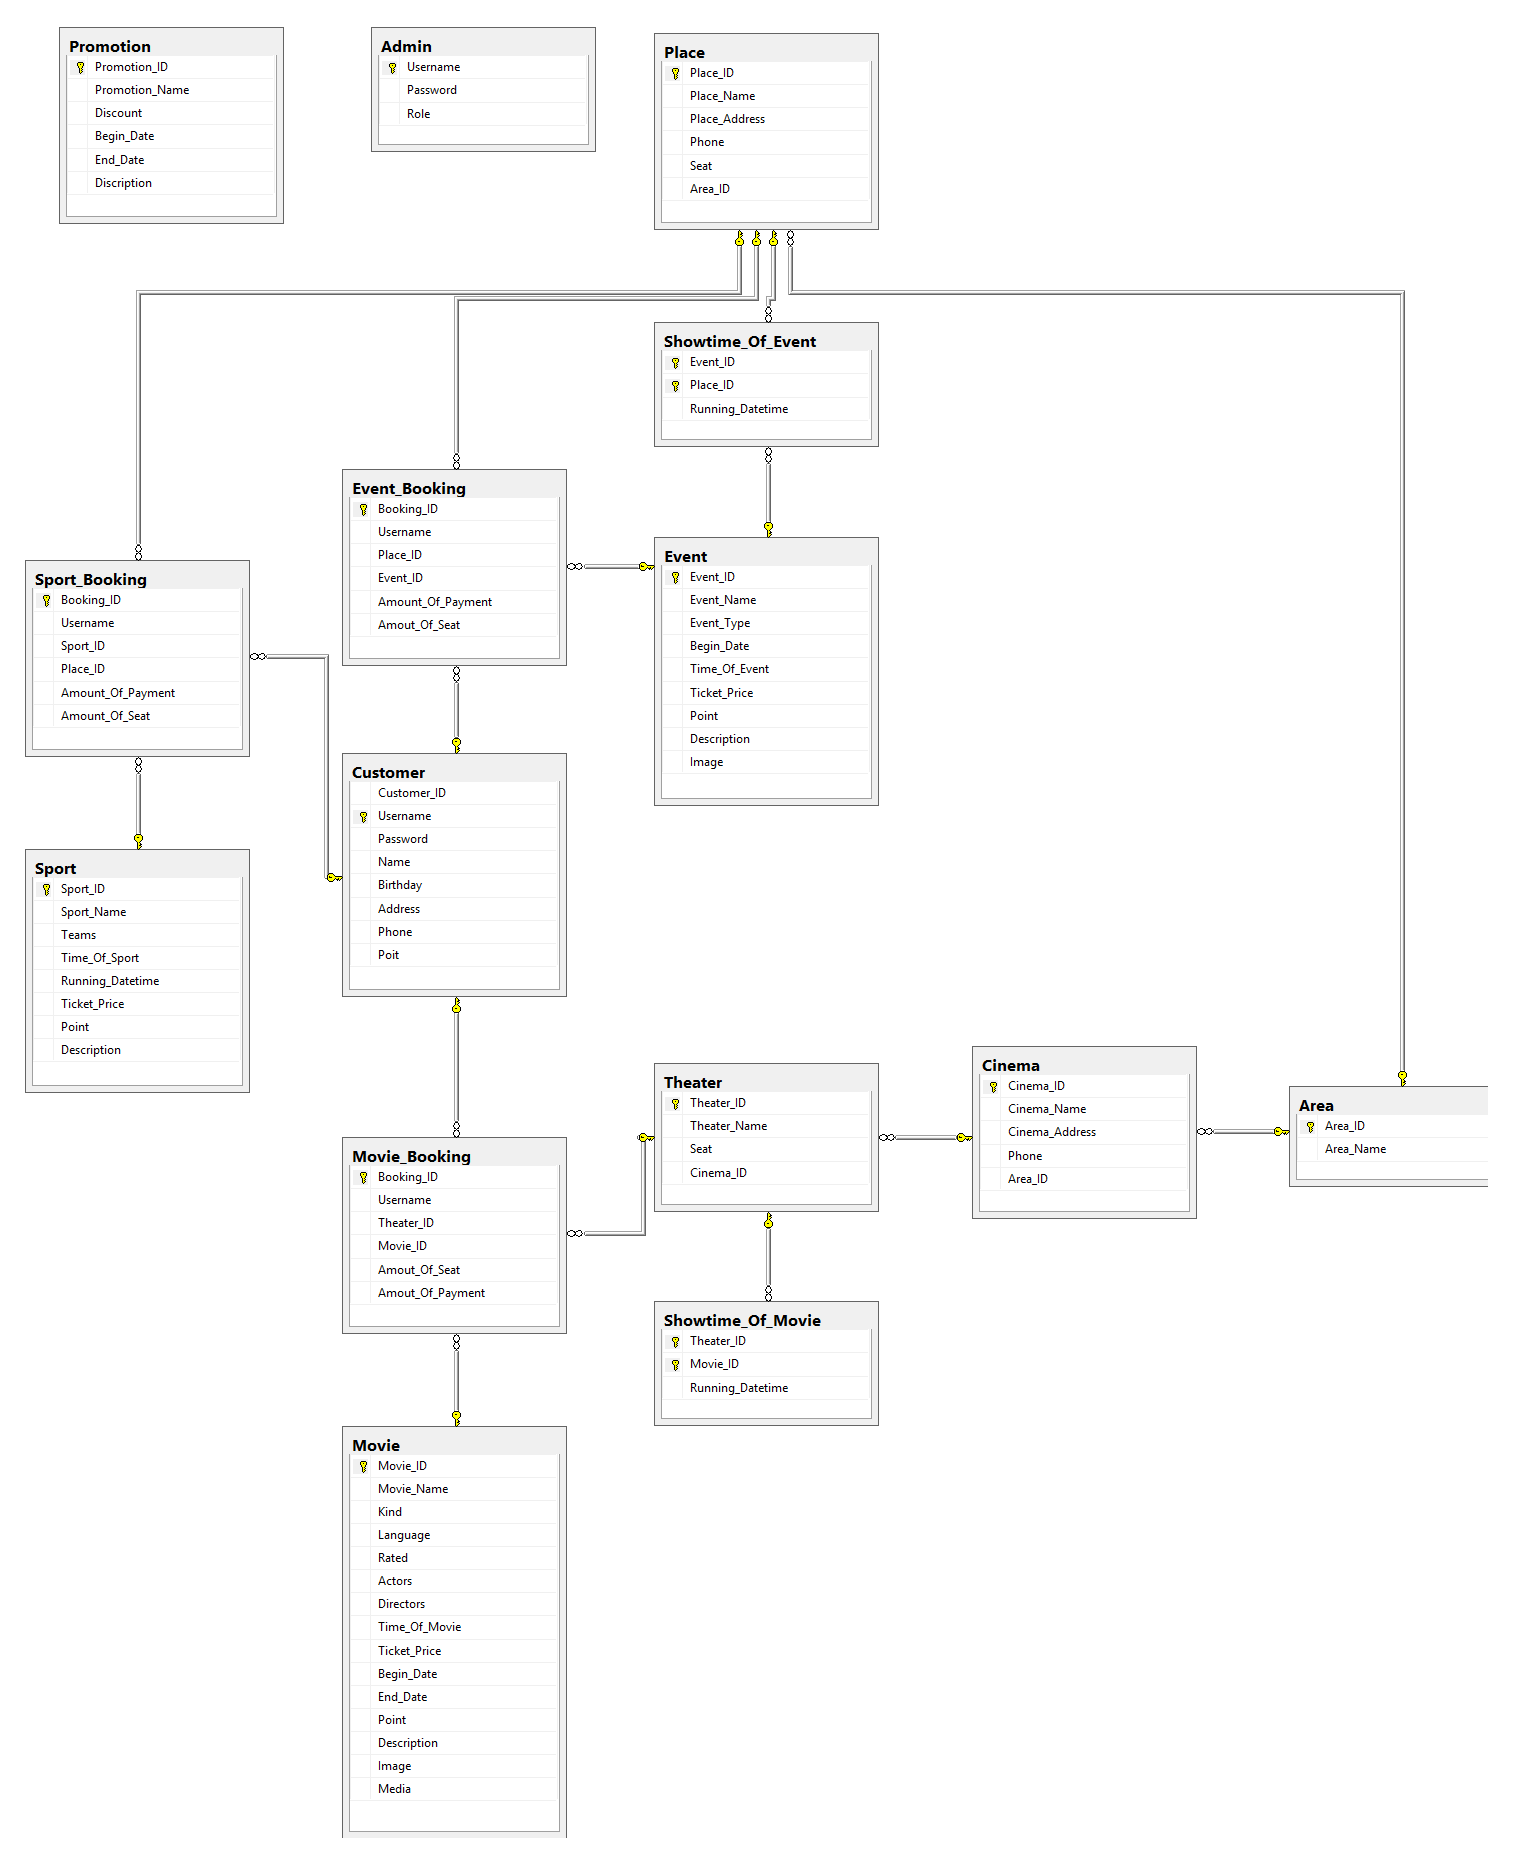 Promotion
Promotion_ID
Promotion_Name
Discount
Begin_Date
End_Date
Discription
Admin
Username
Password
Role
Place
Place_ID
Place_Name
Place_Address
Phone
Seat
Area_ID
Showtime_Of_Event
Event_ID
Place_ID
Running_Datetime
Event_Booking
Booking_ID
Username
Place_ID
Event_ID
Amount_Of_Payment
Amout_Of_Seat
Event
Event_ID
Event_Name
Event_Type
Begin_Date
Time_Of_Event
Ticket_Price
Point
Description
Image
Sport_Booking
Booking_ID
Username
Sport_ID
Place_ID
Amount_Of_Payment
Amount_Of_Seat
Customer
Customer_ID
Username
Password
Name
Birthday
Address
Phone
Poit
Sport
Sport_ID
Sport_Name
Teams
Time_Of_Sport
Running_Datetime
Ticket_Price
Point
Description
Theater
Theater_ID
Theater_Name
Seat
Cinema_ID
Cinema
Cinema_ID
Cinema_Name
Cinema_Address
Phone
Area_ID
Area
Area_ID
Area_Name
Movie_Booking
Booking_ID
Username
Theater_ID
Movie_ID
Amout_Of_Seat
Amout_Of_Payment
Showtime_Of_Movie
Theater_ID
Movie_ID
Running_Datetime
Movie
Movie_ID
Movie_Name
Kind
Language
Rated
Actors
Directors
Time_Of_Movie
Ticket_Price
Begin_Date
End_Date
Point
Description
Image
Media